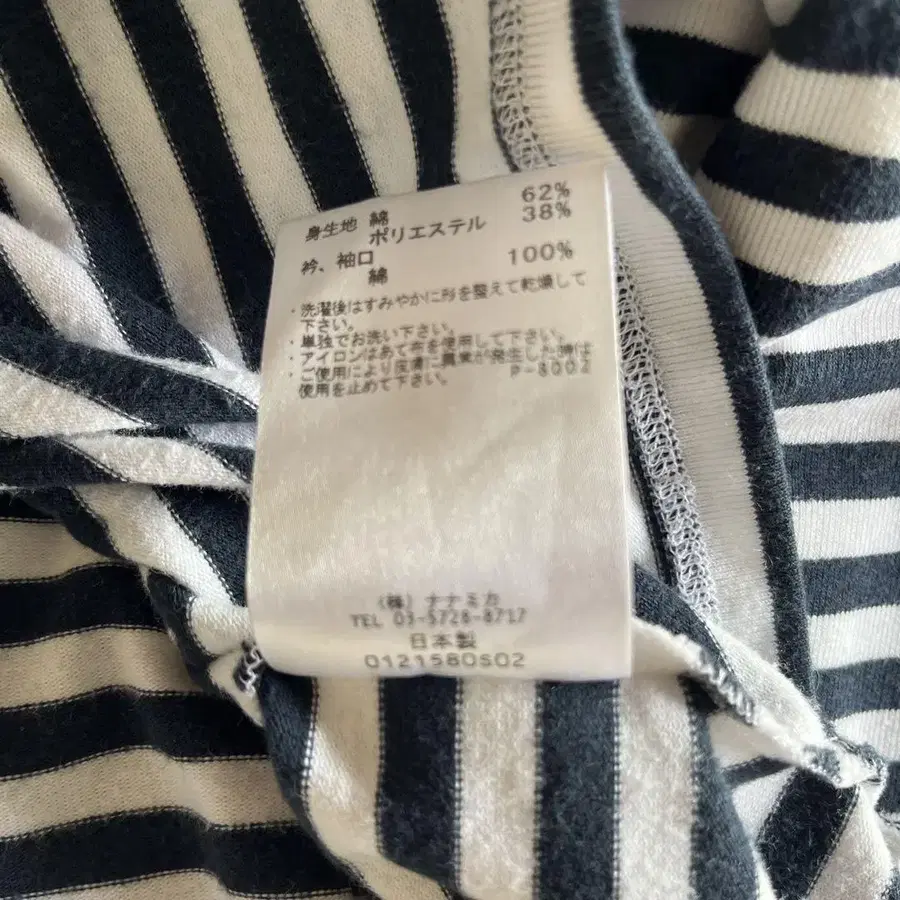 身生地 綿 62%
ポリエステル 38%
衿、袖口 100%
綿
・洗濯後はすみやかに形を整えて乾燥して
下さい。
・単独でお洗い下さい。
・アイロンはあて布を使用して下さい。
・ご使用により皮膚に異常が発生した時は
使用を止めて下さい。 P-8002
(株) ナナミカ
TEL 03-5728-8717
日本製
0121580S02